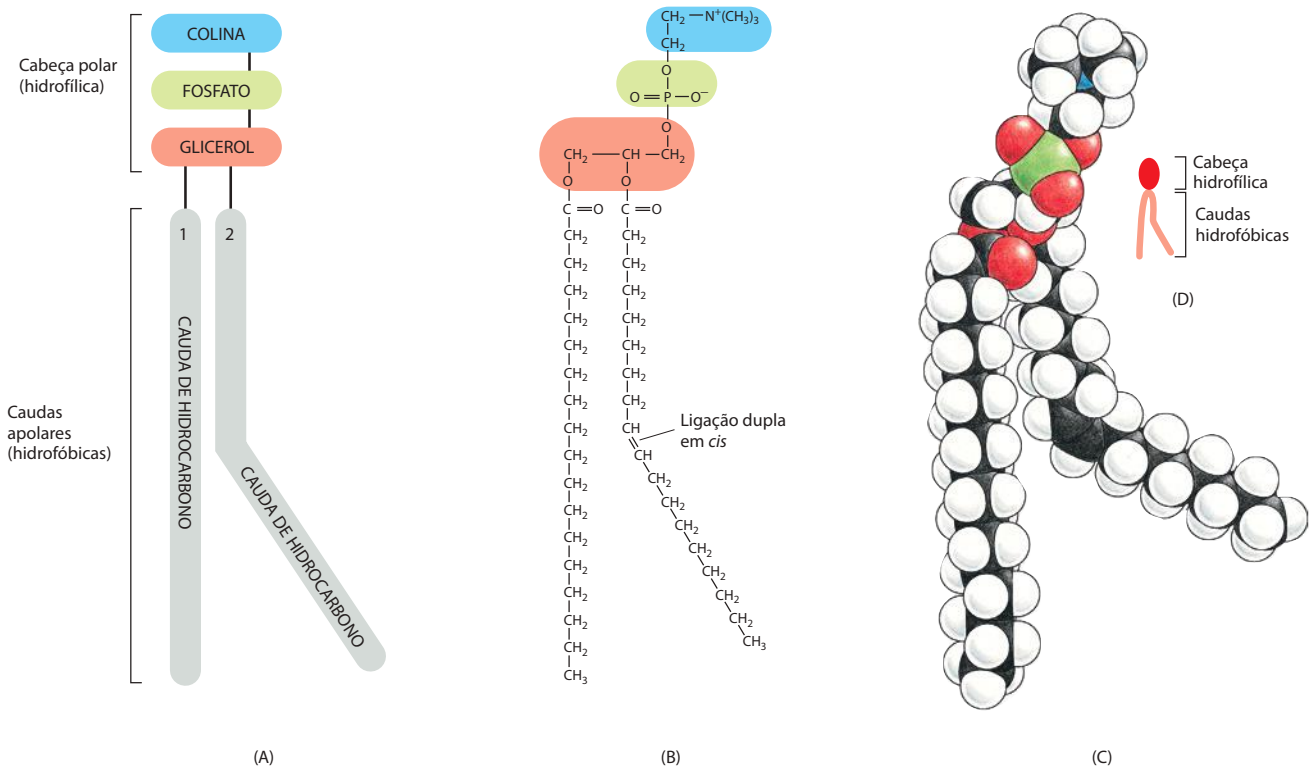 COLINA
FOSFATO
GLICEROL
Cabeça polar
(hidrofílica)
1
2
CAUDA DE HIDROCARBONO
CAUDA DE HIDROCARBONO
Caudas
apolares
(hidrofóbicas)
(A)
CH₂—N⁺(CH₃)₃
CH₂
O
O=P—O⁻
O
CH₂—CH—CH₂
O O
C=O C=O
CH₂ CH₂
CH₂ CH₂
CH₂ CH₂
CH₂ CH₂
CH₂ CH₂
CH₂ CH₂
CH₂ CH₂
CH₂ CH
CH₂ CH
CH₂ CH₂
CH₂ CH₂
CH₂ CH₂
CH₂ CH₂
CH₂ CH₂
CH₂ CH₂
CH₂ CH₂
CH₃ CH₃
Ligação dupla
em cis
(B)
(C)
Cabeça
hidrofílica
Caudas
hidrofóbicas
(D)